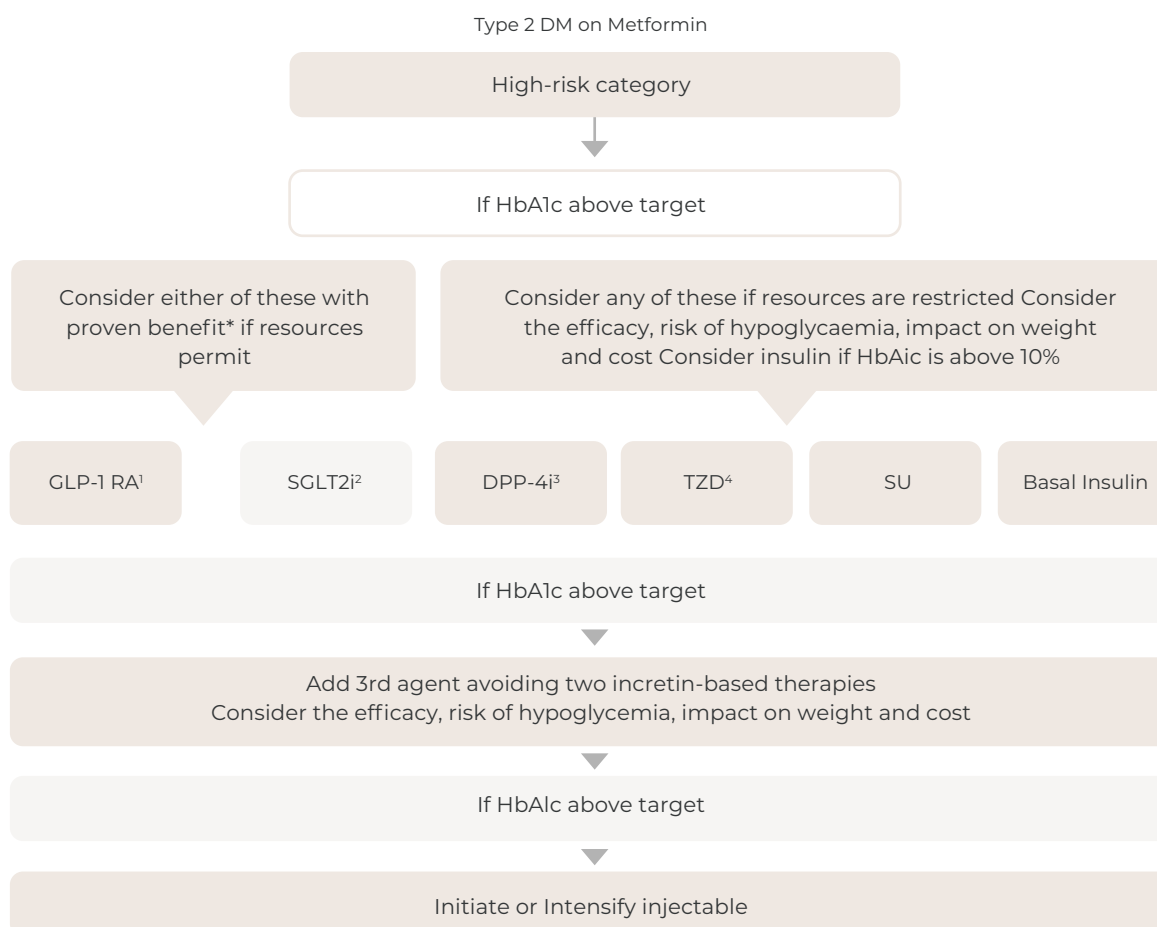 Type 2 DM on Metformin
High-risk category
If HbA1c above target
Consider either of these with
proven benefit* if resources
permit
Consider any of these if resources are restricted Consider
the efficacy, risk of hypoglycaemia, impact on weight
and cost Consider insulin if HbAic is above 10%
GLP-1 RA¹
SGLT2i²
DPP-4i³
TZD⁴
SU
Basal Insulin
If HbA1c above target
Add 3rd agent avoiding two incretin-based therapies
Consider the efficacy, risk of hypoglycemia, impact on weight and cost
If HbAlc above target
Initiate or Intensify injectable